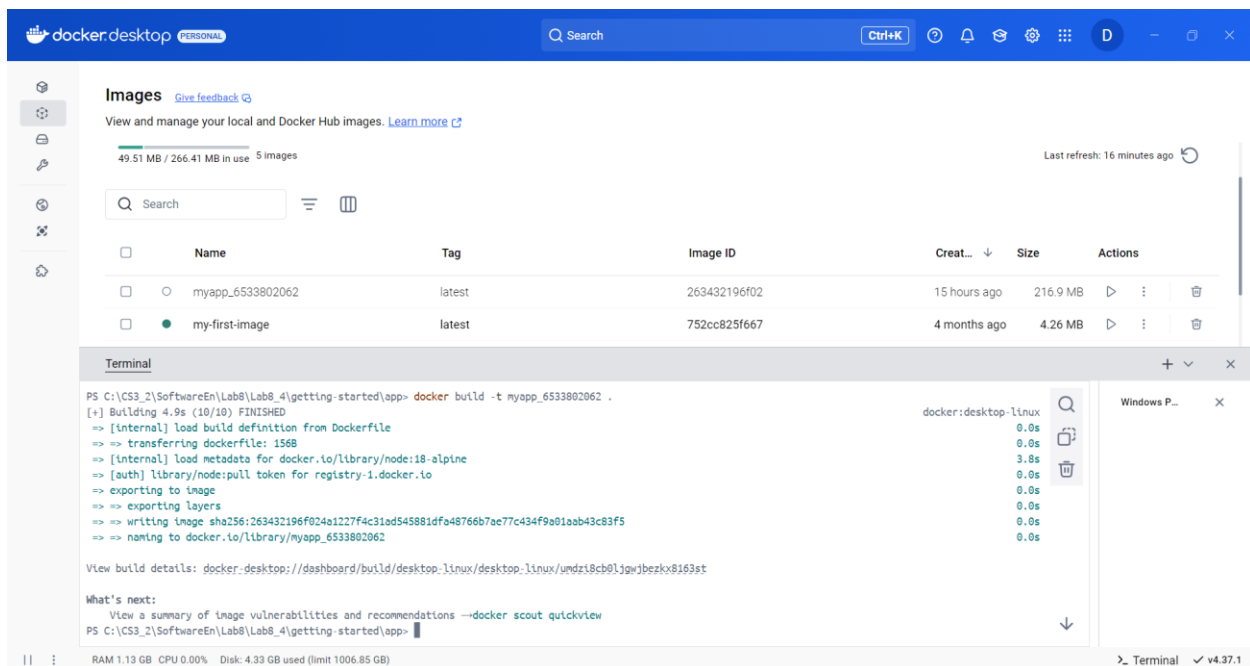 docker.desktop PERSONAL
Search
Ctrl+K
D
Images
Give feedback
View and manage your local and Docker Hub images. Learn more
49.51 MB / 266.41 MB in use 5 images
Last refresh: 16 minutes ago
Search
Name Tag Image ID Creat... Size Actions
myapp_6533802062 latest 263432196f02 15 hours ago 216.9 MB
my-first-image latest 752cc825f667 4 months ago 4.26 MB
Terminal
Windows P...
PS C:\CS3_2\SoftwareEn\Lab8\Lab8_4\getting-started\app> docker build -t myapp_6533802062 .
[+] Building 4.9s (10/10) FINISHED docker:desktop-linux
=> [internal] load build definition from Dockerfile 0.0s
=> => transferring dockerfile: 156B 0.0s
=> [internal] load metadata for docker.io/library/node:18-alpine 3.8s
=> [auth] library/node:pull token for registry-1.docker.io 0.0s
=> exporting to image 0.0s
=> => exporting layers 0.0s
=> => writing image sha256:263432196f024a1227f4c31ad545881dfa48766b7ae77c434f9a01aab43c83f5 0.0s
=> => naming to docker.io/library/myapp_6533802062 0.0s
View build details: docker-desktop://dashboard/build/desktop-linux/desktop-linux/umdzi8cb0ljgwjbezkx8163st
What's next:
View a summary of image vulnerabilities and recommendations →docker scout quickview
PS C:\CS3_2\SoftwareEn\Lab8\Lab8_4\getting-started\app>
RAM 1.13 GB CPU 0.00% Disk: 4.33 GB used (limit 1006.85 GB)
Terminal v4.37.1